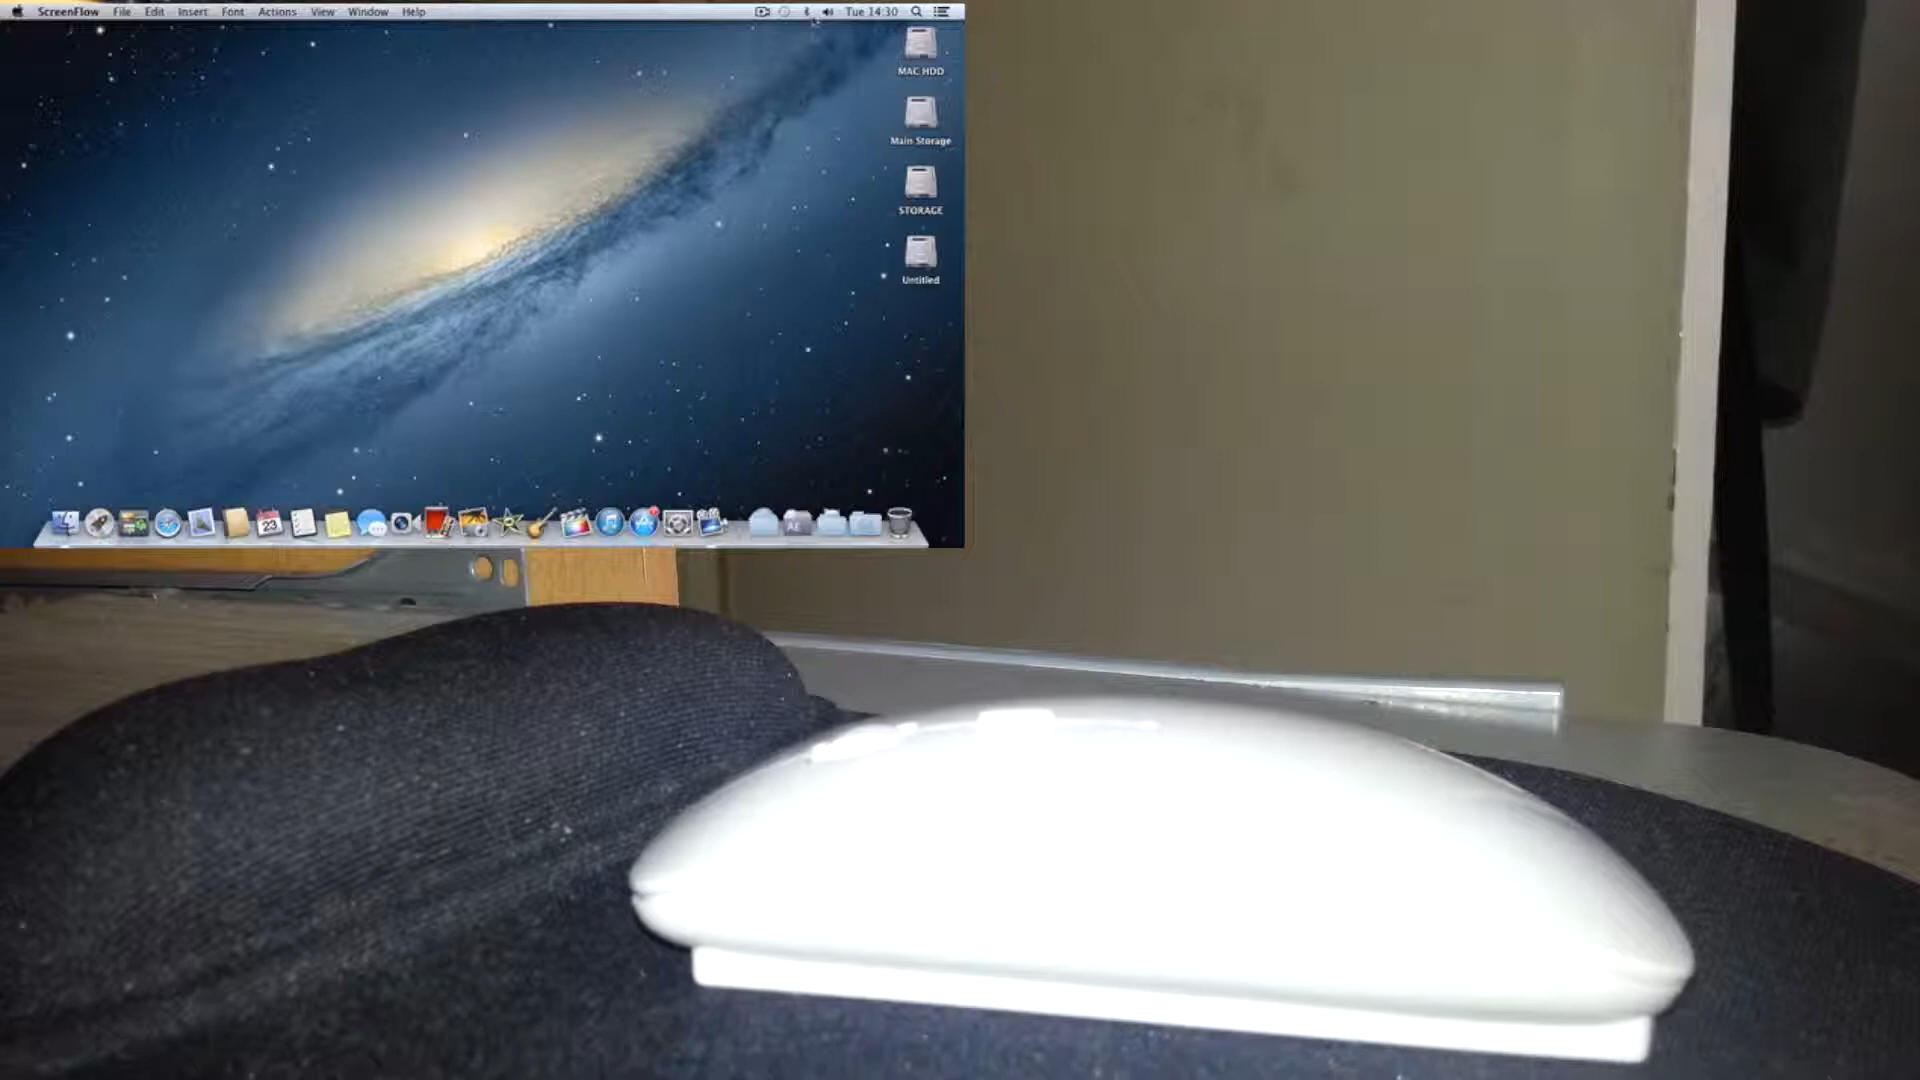 ScreenFlow File Edit Insert Font Actions View Window Help Tue 14:30
MAC HDD
Main Storage
STORAGE
Untitled
23
AE